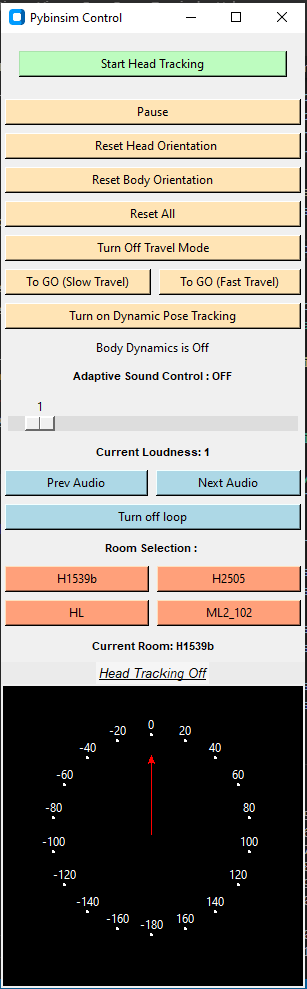 Pybinsim Control
Start Head Tracking
Pause
Reset Head Orientation
Reset Body Orientation
Reset All
Turn Off Travel Mode
To GO (Slow Travel) To GO (Fast Travel)
Turn on Dynamic Pose Tracking
Body Dynamics is Off
Adaptive Sound Control : OFF
1
Current Loudness: 1
Prev Audio Next Audio
Turn off loop
Room Selection :
H1539b H2505
HL ML2_102
Current Room: H1539b
Head Tracking Off
0
-20 20
-40 40
-60 60
-80 80
-100 100
-120 120
-140 140
-160 160
-180